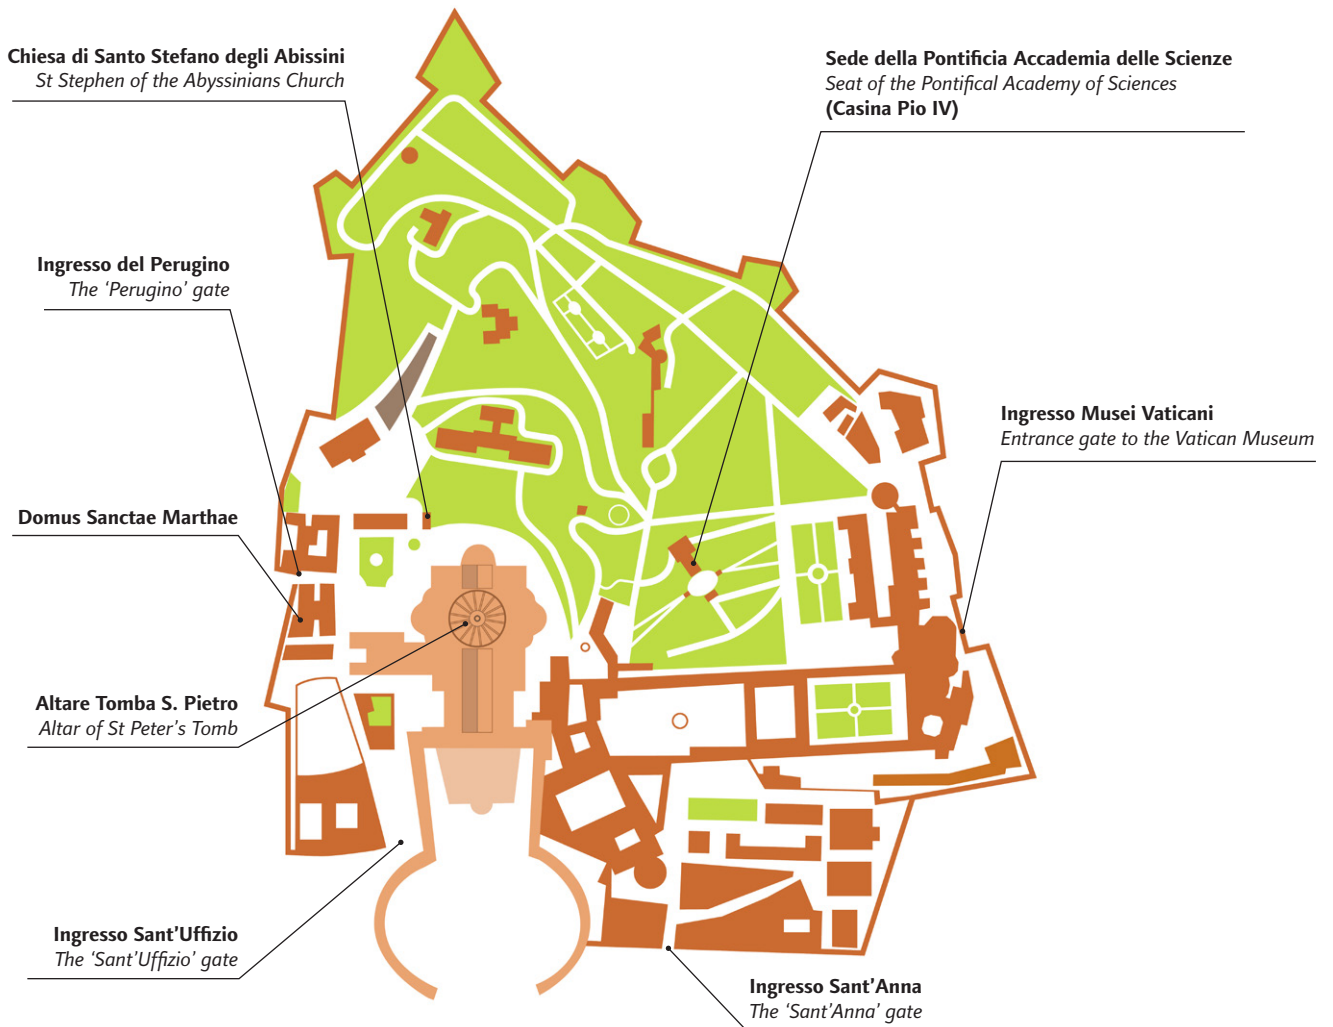 Chiesa di Santo Stefano degli Abissini
St Stephen of the Abyssinians Church
Sede della Pontificia Accademia delle Scienze
Seat of the Pontifical Academy of Sciences
(Casina Pio IV)
Ingresso del Perugino
The ‘Perugino’ gate
Ingresso Musei Vaticani
Entrance gate to the Vatican Museum
Domus Sanctae Marthae
Altare Tomba S. Pietro
Altar of St Peter’s Tomb
Ingresso Sant’Uffizio
The ‘Sant’Uffizio’ gate
Ingresso Sant’Anna
The ‘Sant’Anna’ gate